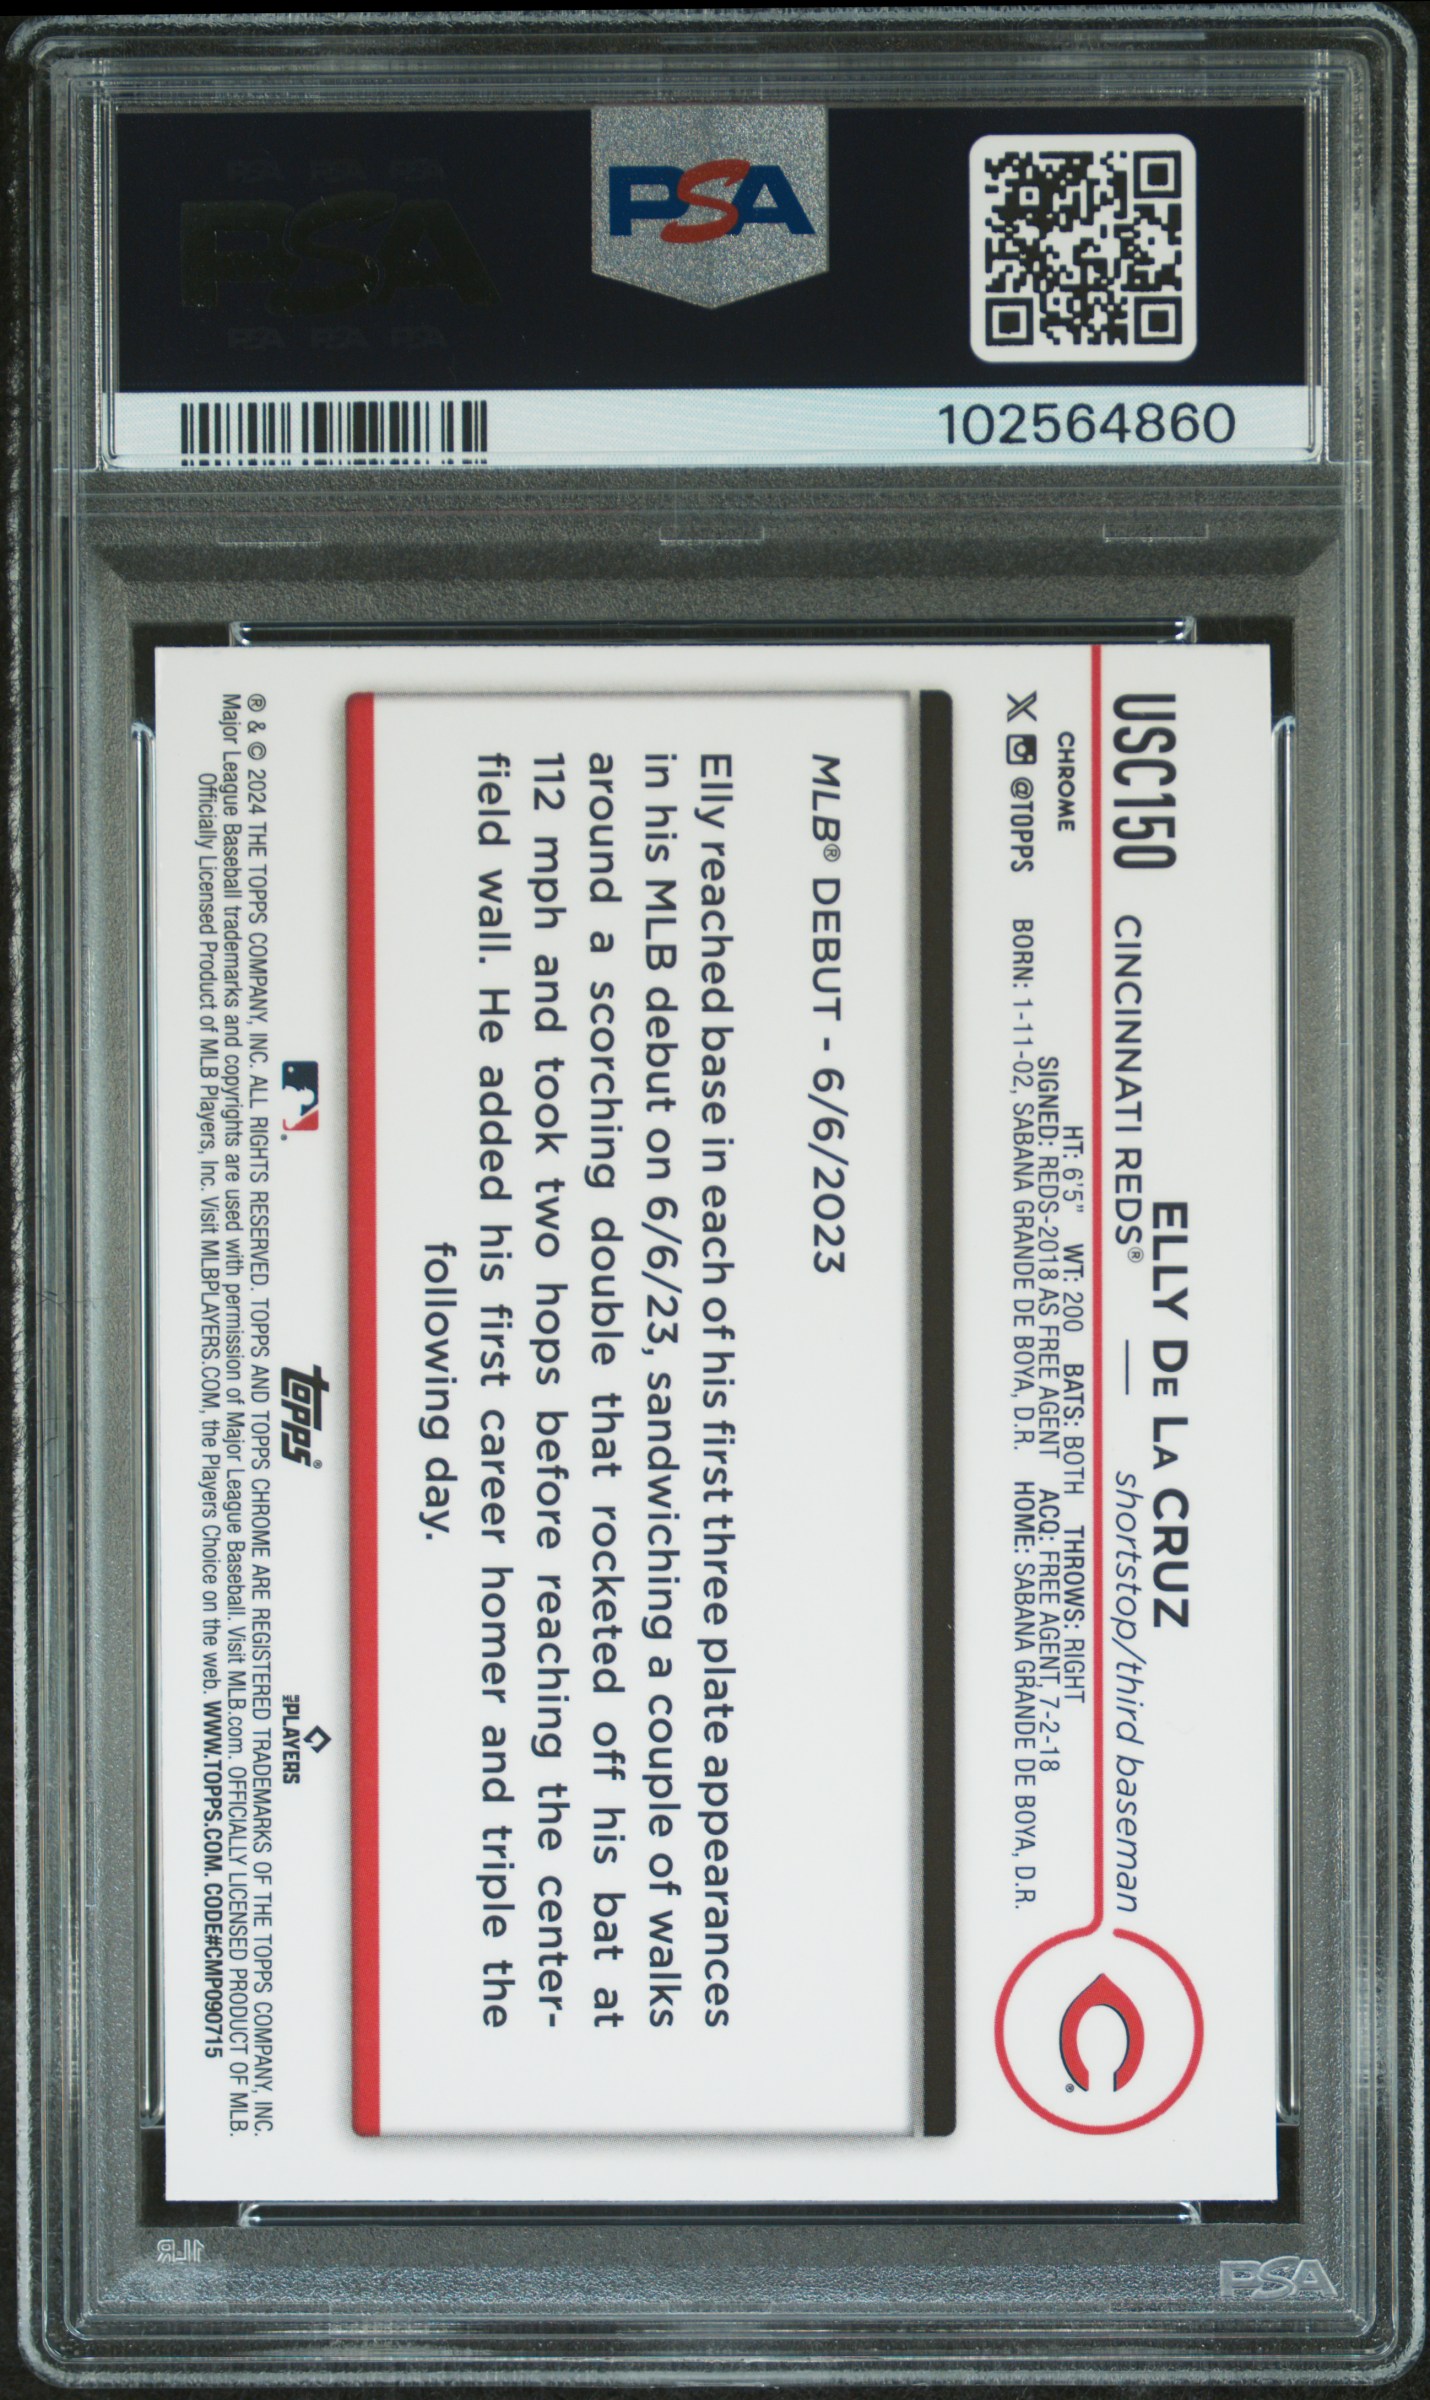 PSA
PSA PSA PSA
PSA
PSA PSA PSA
102564860
USC150
ELLY DE LA CRUZ
CINCINNATI REDS® — shortstop/third baseman
CHROME
HT: 6'5" WT: 200 BATS: BOTH THROWS: RIGHT
SIGNED: REDS-2018 AS FREE AGENT ACQ: FREE AGENT, 7-2-18
X @TOPPS BORN: 1-11-02, SABANA GRANDE DE BOYA, D.R. HOME: SABANA GRANDE DE BOYA, D.R.
C®
MLB® DEBUT - 6/6/2023
Elly reached base in each of his first three plate appearances
in his MLB debut on 6/6/23, sandwiching a couple of walks
around a scorching double that rocketed off his bat at
112 mph and took two hops before reaching the center-
field wall. He added his first career homer and triple the
following day.
topps®
MLB PLAYERS
® & © 2024 THE TOPPS COMPANY, INC. ALL RIGHTS RESERVED. TOPPS AND TOPPS CHROME ARE REGISTERED TRADEMARKS OF THE TOPPS COMPANY, INC.
Major League Baseball trademarks and copyrights are used with permission of Major League Baseball. Visit MLB.com. OFFICIALLY LICENSED PRODUCT OF MLB.
Officially Licensed Product of MLB Players, Inc. Visit MLBPLAYERS.COM, the Players Choice on the web. WWW.TOPPS.COM. CODE#CMP090715
PSA